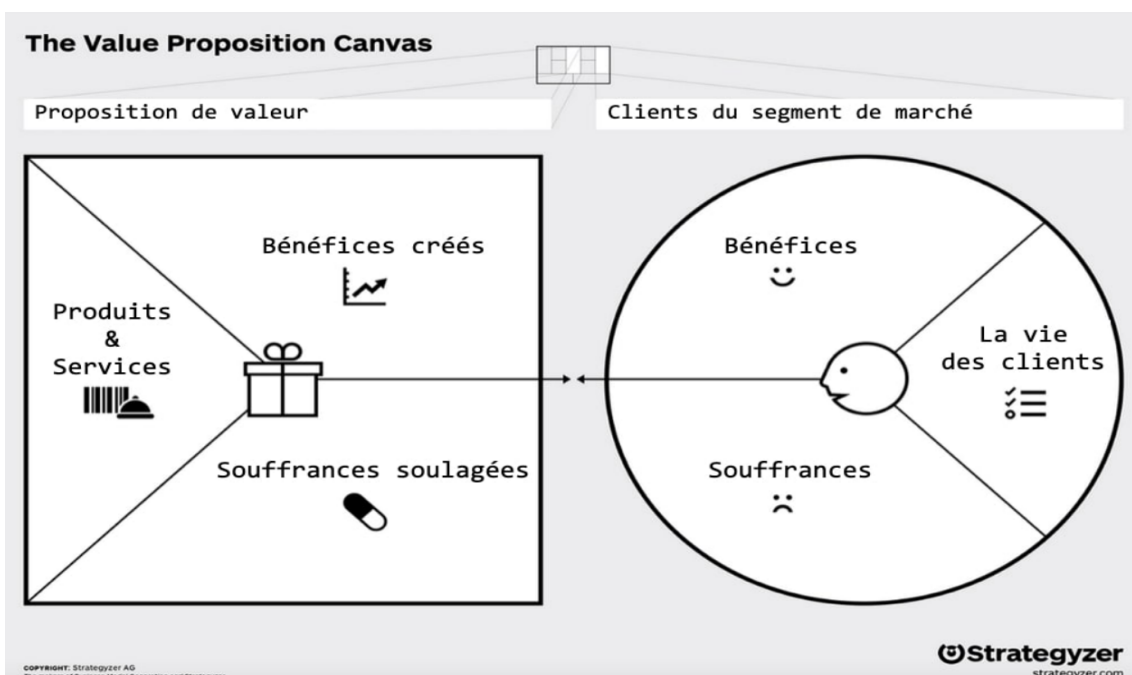 The Value Proposition Canvas
Proposition de valeur
Clients du segment de marché
Bénéfices créés
Produits
&
Services
Souffrances soulagées
Bénéfices
La vie
des clients
Souffrances
COPYRIGHT: Strategyzer AG
Strategyzer
strategyzer.com